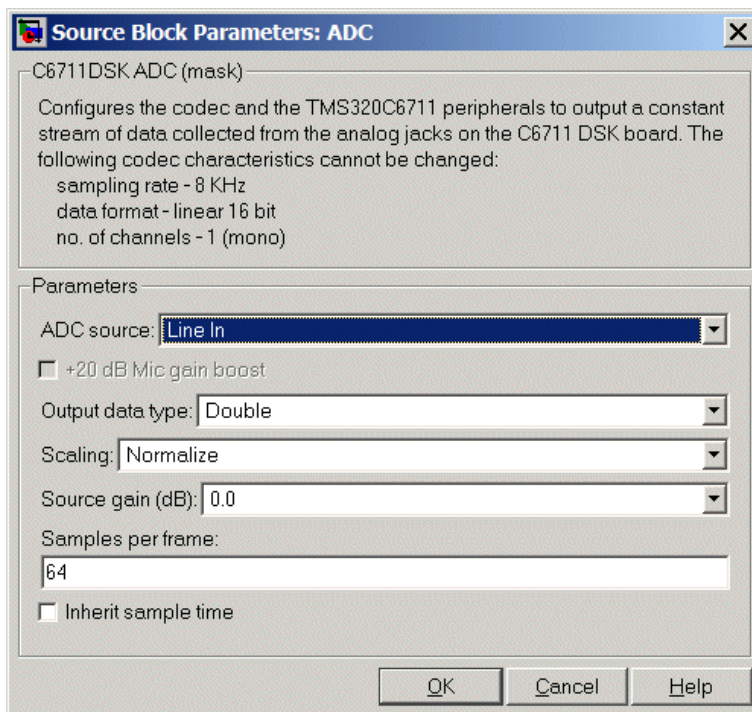 Source Block Parameters: ADC
C6711DSK ADC (mask)
Configures the codec and the TMS320C6711 peripherals to output a constant
stream of data collected from the analog jacks on the C6711 DSK board. The
following codec characteristics cannot be changed:
sampling rate - 8 KHz
data format - linear 16 bit
no. of channels - 1 (mono)
Parameters
ADC source: Line In
+20 dB Mic gain boost
Output data type: Double
Scaling: Normalize
Source gain (dB): 0.0
Samples per frame:
64
Inherit sample time
OK Cancel Help